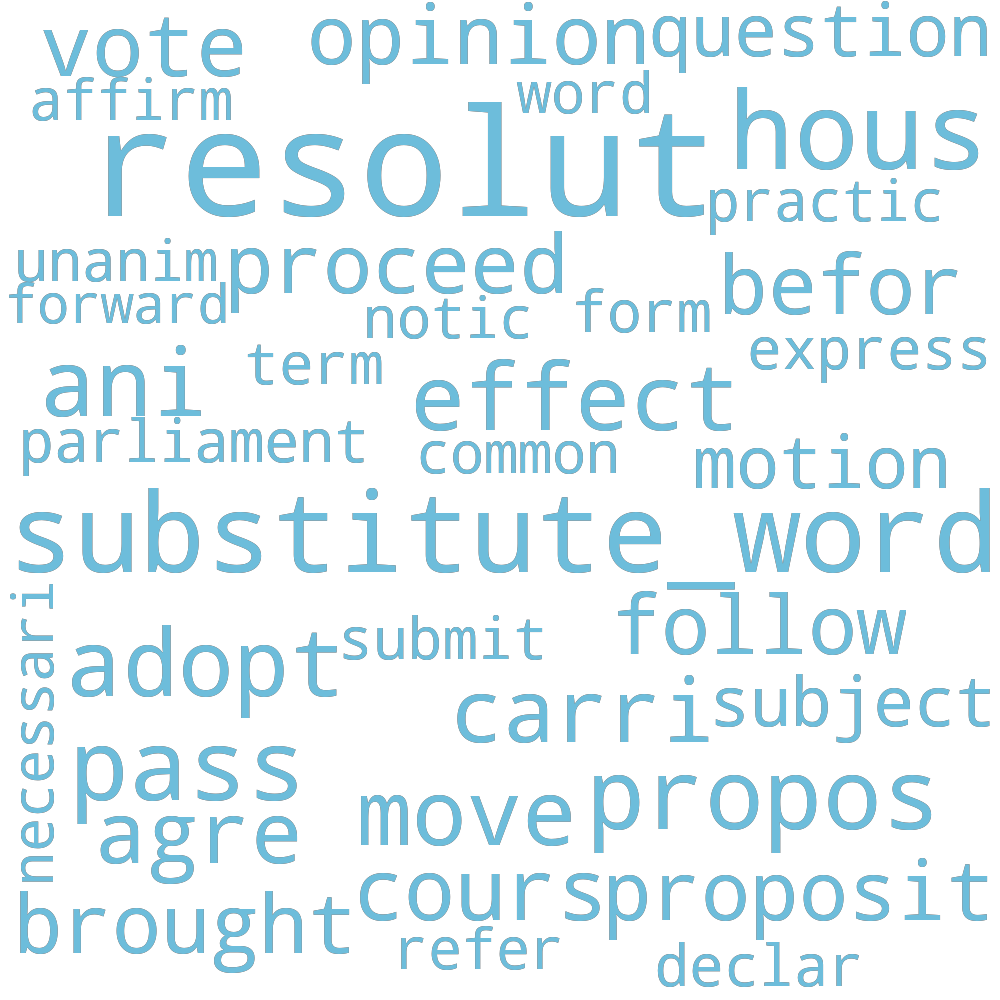 vote opinion question
affirm word
resolut hous
practic
unanim proceed befor
forward notic form
express
ani term effect
parliament common motion
substitute_word
necessari
follow
adopt submit
carri subject
pass
move propos
agre
cours proposit
brought
refer declar